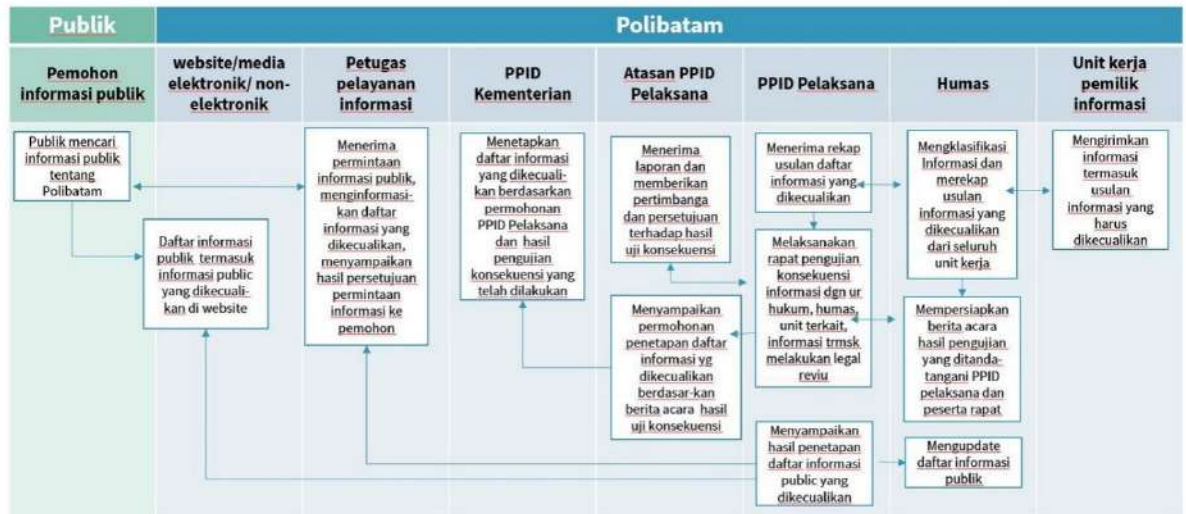 Publik
Polibatam
Pemohon
informasi publik
website/media
elektronik/ non-
elektronik
Petugas
pelayanan
informasi
PPID
Kementerian
Atasan PPID
Pelaksana
PPID Pelaksana
Humas
Unit kerja
pemilik
informasi
Publik mencari
informasi publik
tentang
Polibatam
Daftar informasi
publik termasuk
informasi public
yang dikecuali-
kan di website
Menerima
permintaan
informasi publik,
menginformasi-
kan daftar
informasi yang
dikecualikan,
menyampaikan
hasil persetujuan
permintaan
informasi ke
pemohon
Menetapkan
daftar informasi
yang dikecuali-
kan berdasarkan
permohonan
PPID Pelaksana
dan hasil
pengujian
konsekuensi yang
telah dilakukan
Menerima
laporan dan
memberikan
pertimbanga
dan persetujuan
terhadap hasil
uji konsekuensi
Menyampaikan
permohonan
penetapan daftar
informasi yg
dikecualikan
berdasar-kan
berita acara hasil
uji konsekuensi
Menerima rekap
usulan daftar
informasi yang
dikecualikan
Melaksanakan
rapat pengujian
konsekuensi
informasi dgn ur
hukum, humas,
unit terkait,
informasi trmsk
melakukan legal
reviu
Menyampaikan
hasil penetapan
daftar informasi
public yang
dikecualikan
Mengklasifikasi
Informasi dan
merekap
usulan
informasi yang
dikecualikan
dari seluruh
unit kerja
Mempersiapkan
berita acara
hasil pengujian
yang ditanda-
tangani PPID
pelaksana dan
peserta rapat
Mengupdate
daftar informasi
publik
Mengirimkan
informasi
termasuk
usulan
informasi yang
harus
dikecualikan